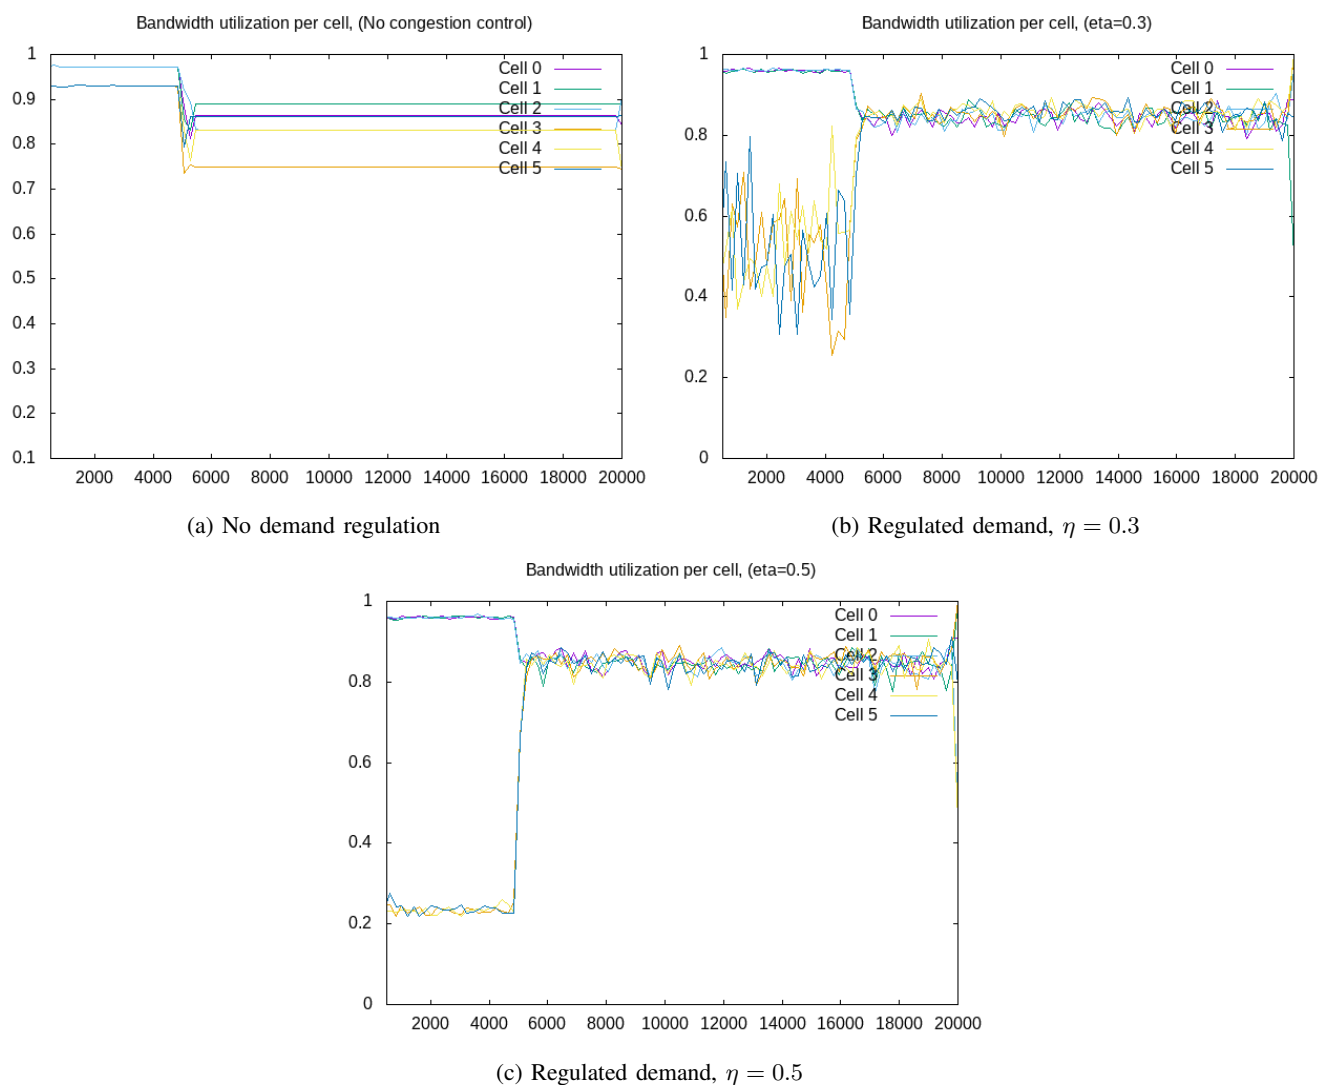 Bandwidth utilization per cell, (No congestion control)
1
0.9
0.8
0.7
0.6
0.5
0.4
0.3
0.2
0.1
2000 4000 6000 8000 10000 12000 14000 16000 18000 20000
Cell 0
Cell 1
Cell 2
Cell 3
Cell 4
Cell 5
(a) No demand regulation
Bandwidth utilization per cell, (eta=0.3)
1
0.8
0.6
0.4
0.2
0
2000 4000 6000 8000 10000 12000 14000 16000 18000 20000
Cell 0
Cell 1
Cell 2
Cell 3
Cell 4
Cell 5
(b) Regulated demand, η = 0.3
Bandwidth utilization per cell, (eta=0.5)
1
0.8
0.6
0.4
0.2
0
2000 4000 6000 8000 10000 12000 14000 16000 18000 20000
Cell 0
Cell 1
Cell 2
Cell 3
Cell 4
Cell 5
(c) Regulated demand, η = 0.5